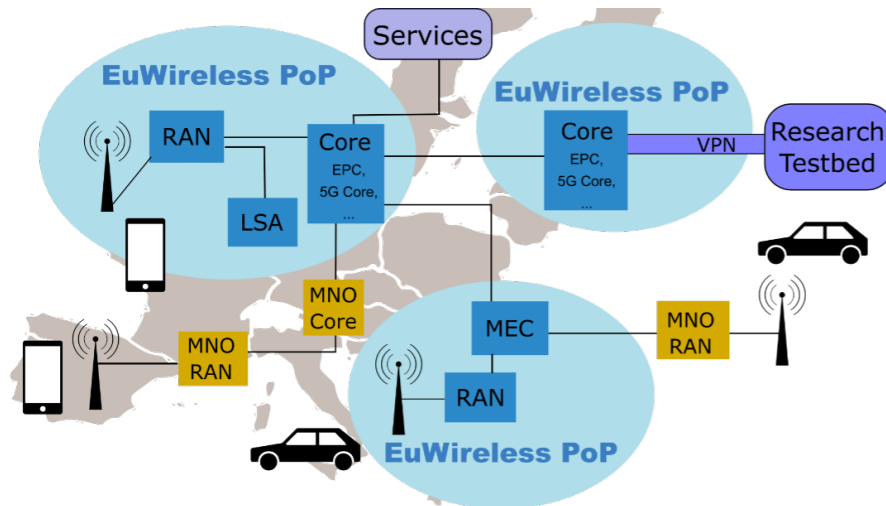 Services
EuWireless PoP
RAN
Core
EPC,
5G Core,
...
LSA
EuWireless PoP
Core
EPC,
5G Core,
...
VPN
Research
Testbed
MNO
Core
MNO
RAN
MEC
MNO
RAN
RAN
EuWireless PoP